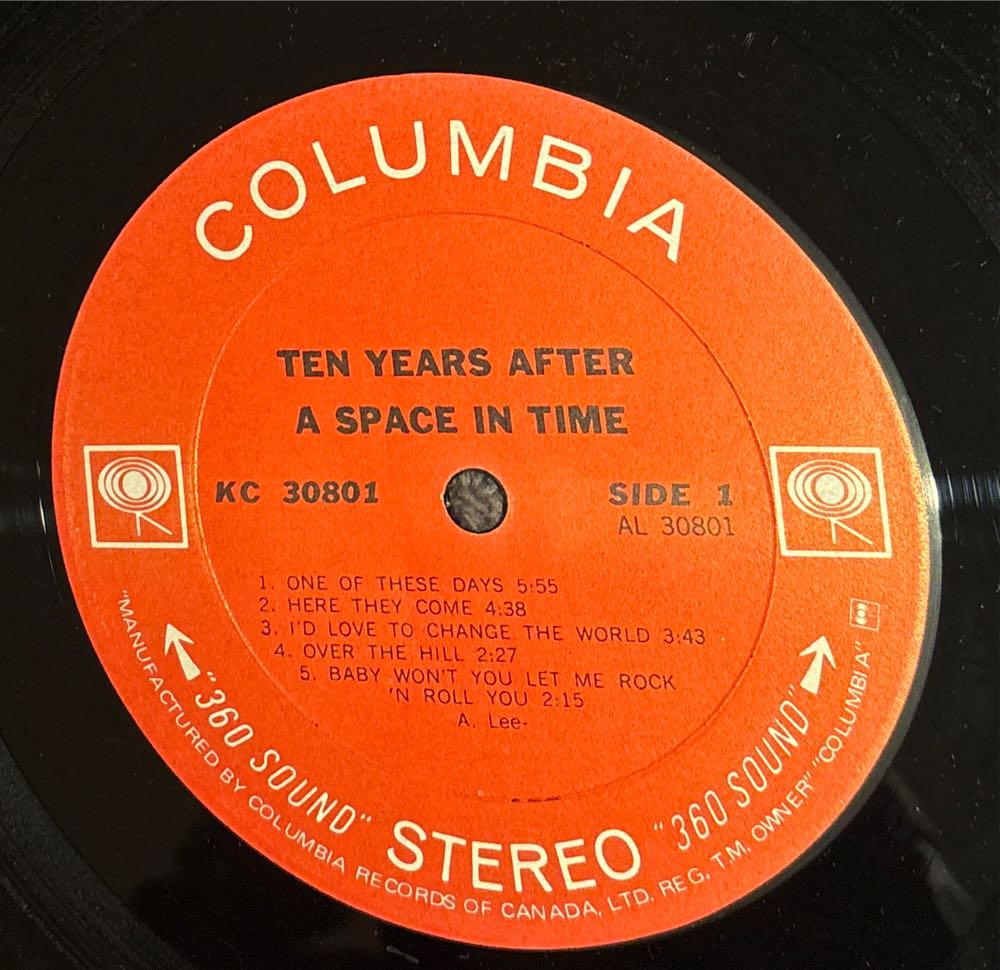 COLUMBIA
TEN YEARS AFTER
A SPACE IN TIME
KC 30801
SIDE 1
AL 30801
1. ONE OF THESE DAYS 5:55
2. HERE THEY COME 4:38
3. I'D LOVE TO CHANGE THE WORLD 3:43
4. OVER THE HILL 2:27
5. BABY WON'T YOU LET ME ROCK
'N ROLL YOU 2:15
A. Lee-
"360 SOUND" STEREO "360 SOUND"
"MANUFACTURED BY COLUMBIA RECORDS OF CANADA, LTD. REG. T.M. OWNER" "COLUMBIA"